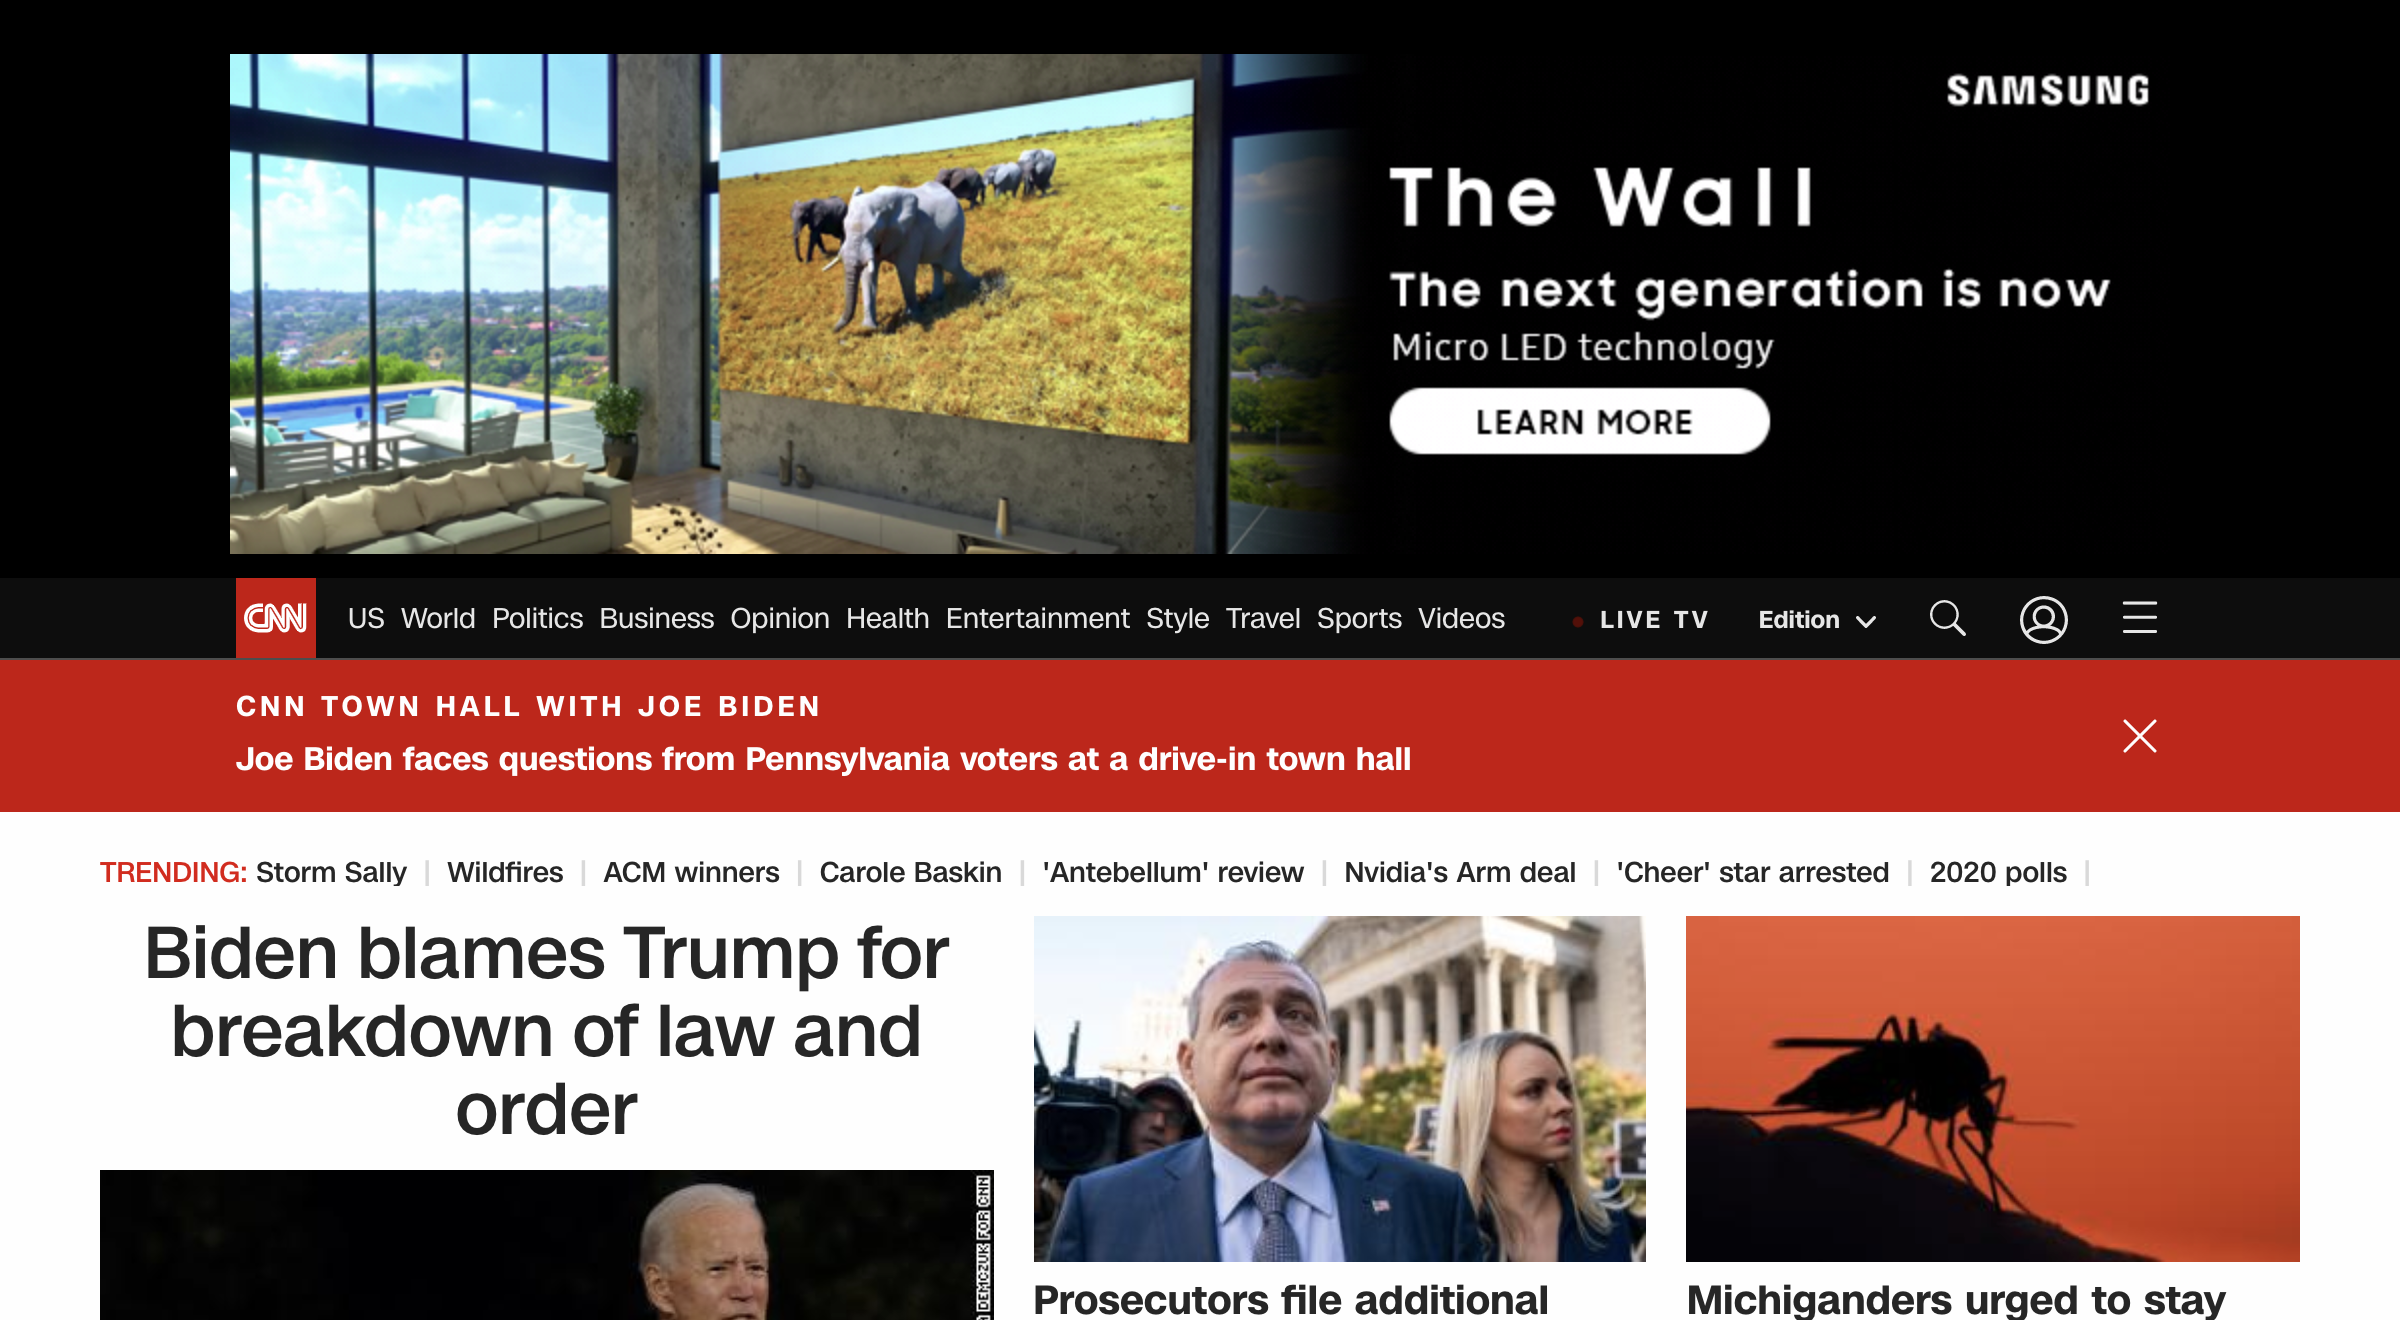 SAMSUNG
The Wall
The next generation is now
Micro LED technology
LEARN MORE
CNN US World Politics Business Opinion Health Entertainment Style Travel Sports Videos LIVE TV Edition
CNN TOWN HALL WITH JOE BIDEN
Joe Biden faces questions from Pennsylvania voters at a drive-in town hall
TRENDING: Storm Sally | Wildfires | ACM winners | Carole Baskin | 'Antebellum' review | Nvidia's Arm deal | 'Cheer' star arrested | 2020 polls |
Biden blames Trump for
breakdown of law and
order
DEMCZUK FOR CNN
Prosecutors file additional
Michiganders urged to stay